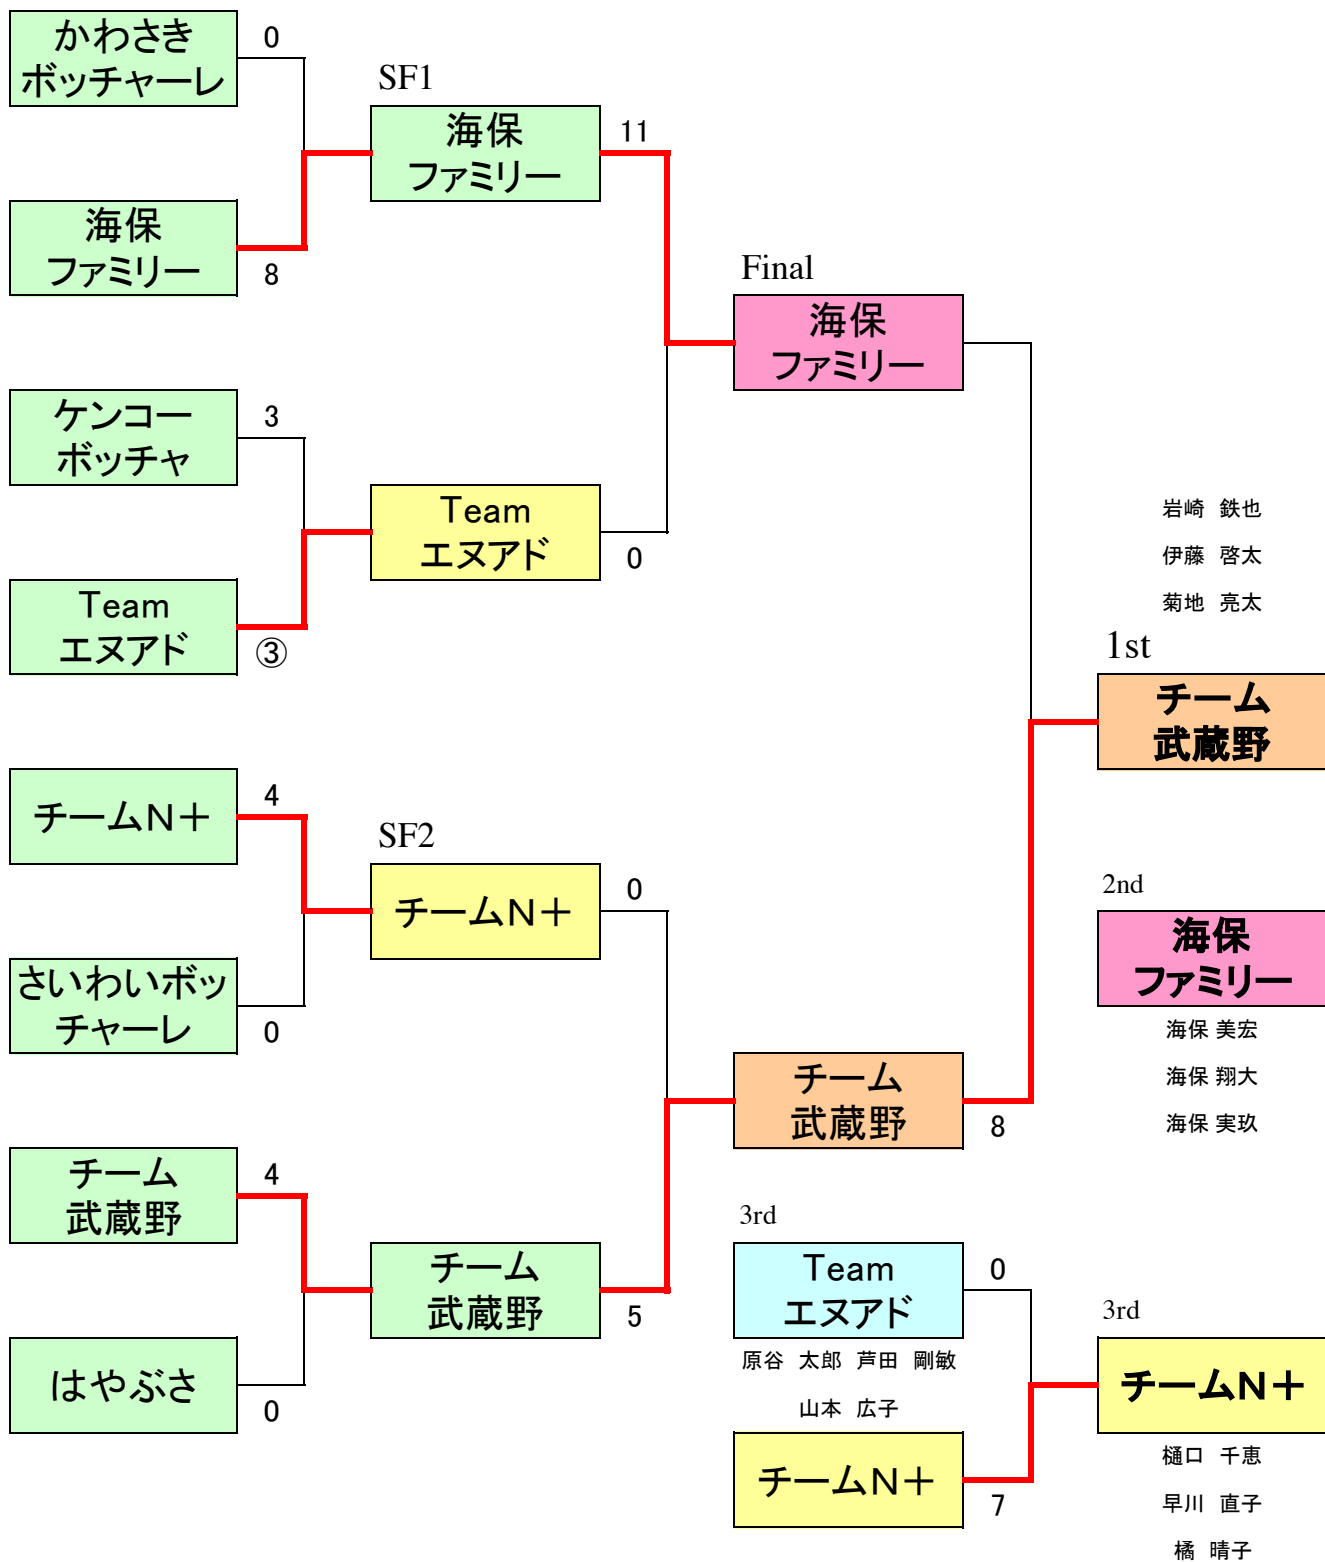 かわさき
ボッチャーレ
0
海保
ファミリー
8
ケンコー
ボッチャ
3
Team
エヌアド
③
チームN＋
4
さいわいボッ
チャーレ
0
チーム
武蔵野
4
はやぶさ
0
SF1
海保
ファミリー
11
Team
エヌアド
0
SF2
チームN＋
0
チーム
武蔵野
5
Final
海保
ファミリー
チーム
武蔵野
8
岩崎　鉄也
伊藤　啓太
菊地　亮太
1st
チーム
武蔵野
2nd
海保
ファミリー
海保 美宏
海保 翔大
海保 実玖
3rd
Team
エヌアド
0
原谷　太郎 芦田　剛敏
山本　広子
チームN＋
7
3rd
チームN＋
樋口　千恵
早川　直子
橘　晴子